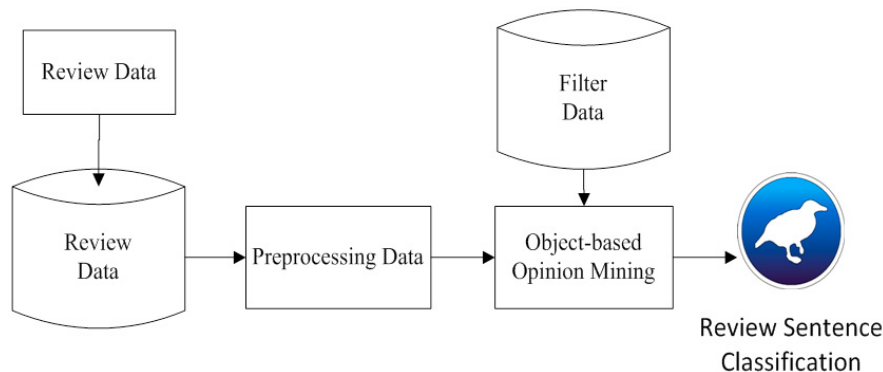 Review Data
Filter
Data
Review
Data
Preprocessing Data
Object-based
Opinion Mining
Review Sentence
Classification